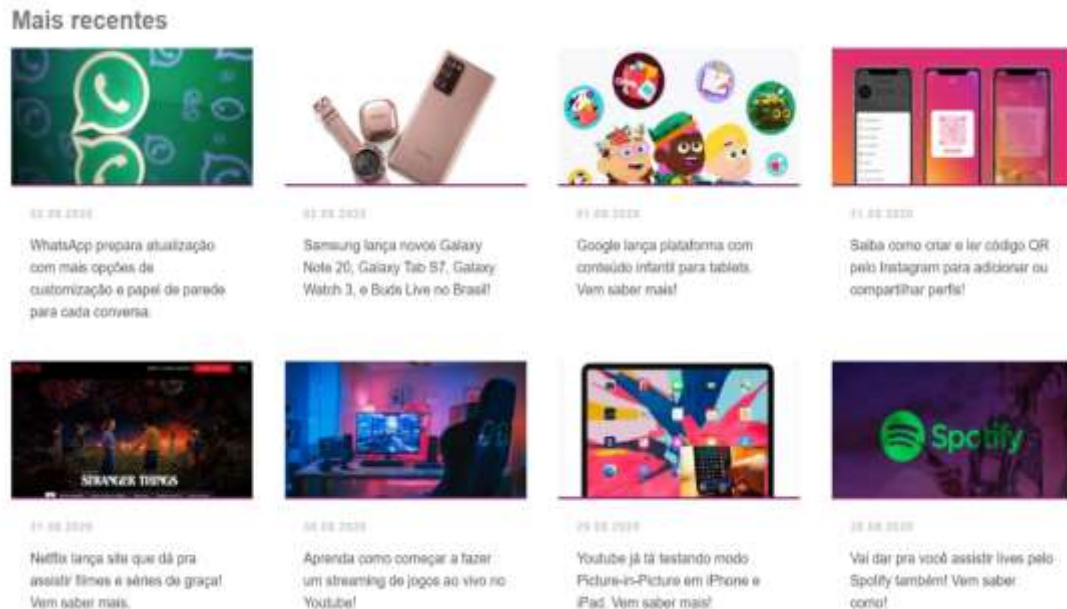 Mais recentes
WhatsApp prepara atualização
com mais opções de
customização e papel de parede
para cada conversa.
Samsung lança novos Galaxy
Note 20, Galaxy Tab S7, Galaxy
Watch 3, e Buds Live no Brasil!
Google lança plataforma com
conteúdo infantil para tablets.
Vem saber mais!
Saiba como criar e ler código QR
pelo Instagram para adicionar ou
compartilhar perfis!
STRANGER THINGS
Spotify
31 08 2020
Netflix lança site que dá pra
assistir filmes e séries de graça!
Vem saber mais.
Aprenda como começar a fazer
um streaming de jogos ao vivo no
Youtube!
Youtube já tá testando modo
Picture-in-Picture em iPhone e
iPad. Vem saber mais!
Vai dar pra você assistir lives pelo
Spotify também! Vem saber
como!